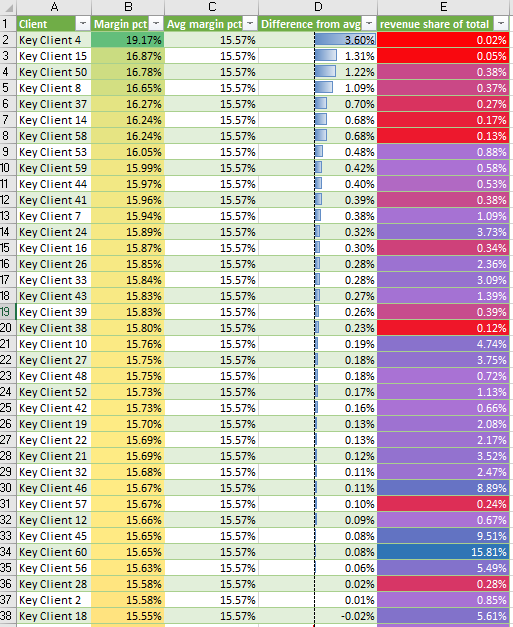 A B C D E
1 Client Margin pct Avg margin pct Difference from avg revenue share of total
2 Key Client 4 19.17% 15.57% 3.60% 0.02%
3 Key Client 15 16.87% 15.57% 1.31% 0.05%
4 Key Client 50 16.78% 15.57% 1.22% 0.38%
5 Key Client 8 16.65% 15.57% 1.09% 0.37%
6 Key Client 37 16.27% 15.57% 0.70% 0.27%
7 Key Client 14 16.24% 15.57% 0.68% 0.17%
8 Key Client 58 16.24% 15.57% 0.68% 0.13%
9 Key Client 53 16.05% 15.57% 0.48% 0.88%
10 Key Client 59 15.99% 15.57% 0.42% 0.58%
11 Key Client 44 15.97% 15.57% 0.40% 0.53%
12 Key Client 41 15.96% 15.57% 0.39% 0.38%
13 Key Client 7 15.94% 15.57% 0.38% 1.09%
14 Key Client 24 15.89% 15.57% 0.32% 3.73%
15 Key Client 16 15.87% 15.57% 0.30% 0.34%
16 Key Client 26 15.85% 15.57% 0.28% 2.36%
17 Key Client 33 15.84% 15.57% 0.28% 3.09%
18 Key Client 43 15.83% 15.57% 0.27% 1.39%
19 Key Client 39 15.83% 15.57% 0.26% 0.39%
20 Key Client 38 15.80% 15.57% 0.23% 0.12%
21 Key Client 10 15.76% 15.57% 0.19% 4.74%
22 Key Client 27 15.75% 15.57% 0.18% 3.75%
23 Key Client 48 15.75% 15.57% 0.18% 0.72%
24 Key Client 52 15.73% 15.57% 0.17% 1.13%
25 Key Client 42 15.73% 15.57% 0.16% 0.66%
26 Key Client 19 15.70% 15.57% 0.13% 2.08%
27 Key Client 22 15.69% 15.57% 0.13% 2.17%
28 Key Client 21 15.69% 15.57% 0.12% 3.52%
29 Key Client 32 15.68% 15.57% 0.11% 2.47%
30 Key Client 46 15.67% 15.57% 0.11% 8.89%
31 Key Client 57 15.67% 15.57% 0.10% 0.24%
32 Key Client 12 15.66% 15.57% 0.09% 0.67%
33 Key Client 45 15.65% 15.57% 0.08% 9.51%
34 Key Client 60 15.65% 15.57% 0.08% 15.81%
35 Key Client 56 15.63% 15.57% 0.06% 5.49%
36 Key Client 28 15.58% 15.57% 0.02% 0.28%
37 Key Client 2 15.58% 15.57% 0.01% 0.85%
38 Key Client 18 15.55% 15.57% -0.02% 5.61%